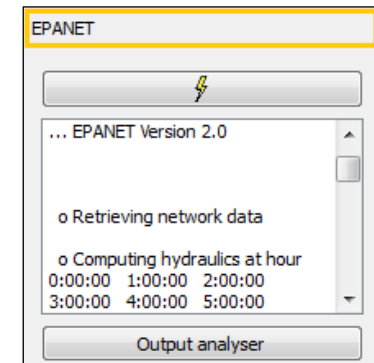 EPANET
... EPANET Version 2.0
o Retrieving network data
o Computing hydraulics at hour
0:00:00 1:00:00 2:00:00
3:00:00 4:00:00 5:00:00
Output analyser